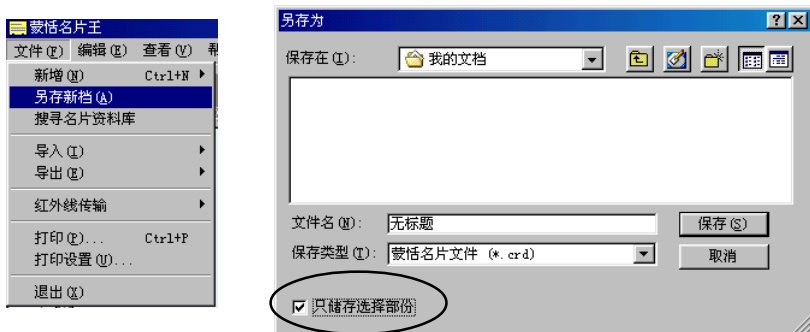 蒙恬名片王
文件(F) 编辑(E) 查看(V)
新增(N) Ctrl+N
另存新档(A)
搜寻名片资料库
导入(I)
导出(E)
红外线传输
打印(P)... Ctrl+P
打印设置(U)...
退出(X)
另存为
保存在(I): 我的文档
文件名(N): 无标题 保存(S)
保存类型(T): 蒙恬名片文件 (*.crd) 取消
只储存选择部份